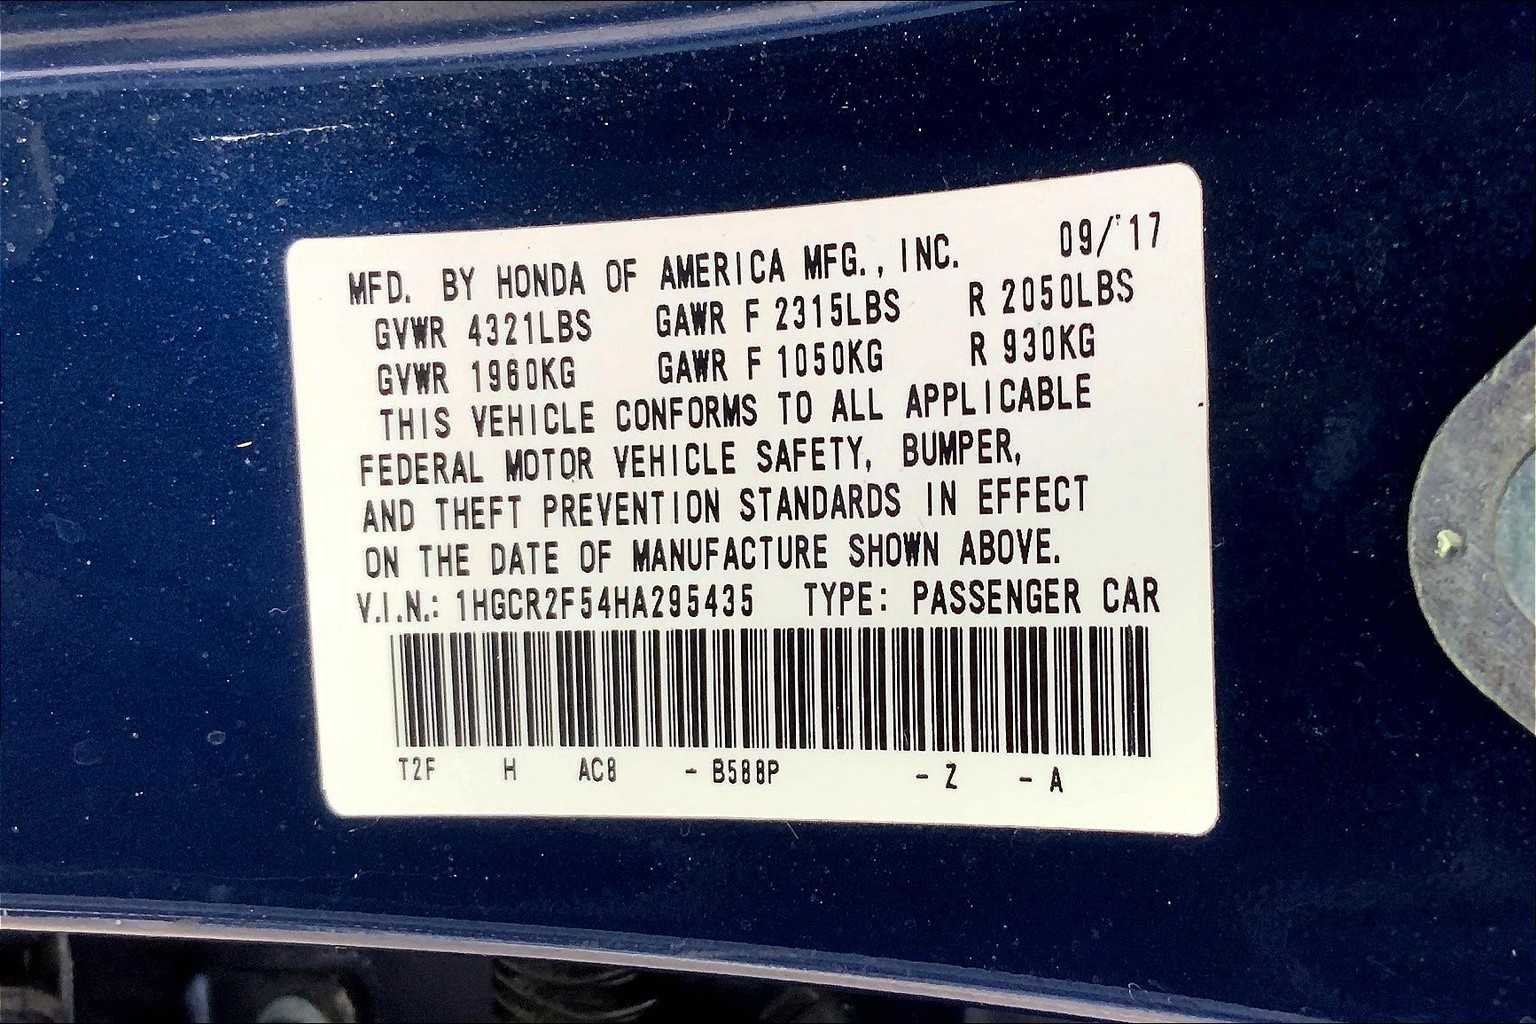 MFD. BY HONDA OF AMERICA MFG., INC. 09/17
GVWR 4321LBS GAWR F 2315LBS R 2050LBS
GVWR 1960KG GAWR F 1050KG R 930KG
THIS VEHICLE CONFORMS TO ALL APPLICABLE
FEDERAL MOTOR VEHICLE SAFETY, BUMPER,
AND THEFT PREVENTION STANDARDS IN EFFECT
ON THE DATE OF MANUFACTURE SHOWN ABOVE.
V.I.N.: 1HGCR2F54HA295435 TYPE: PASSENGER CAR
T2F H AC8 - B588P - Z - A